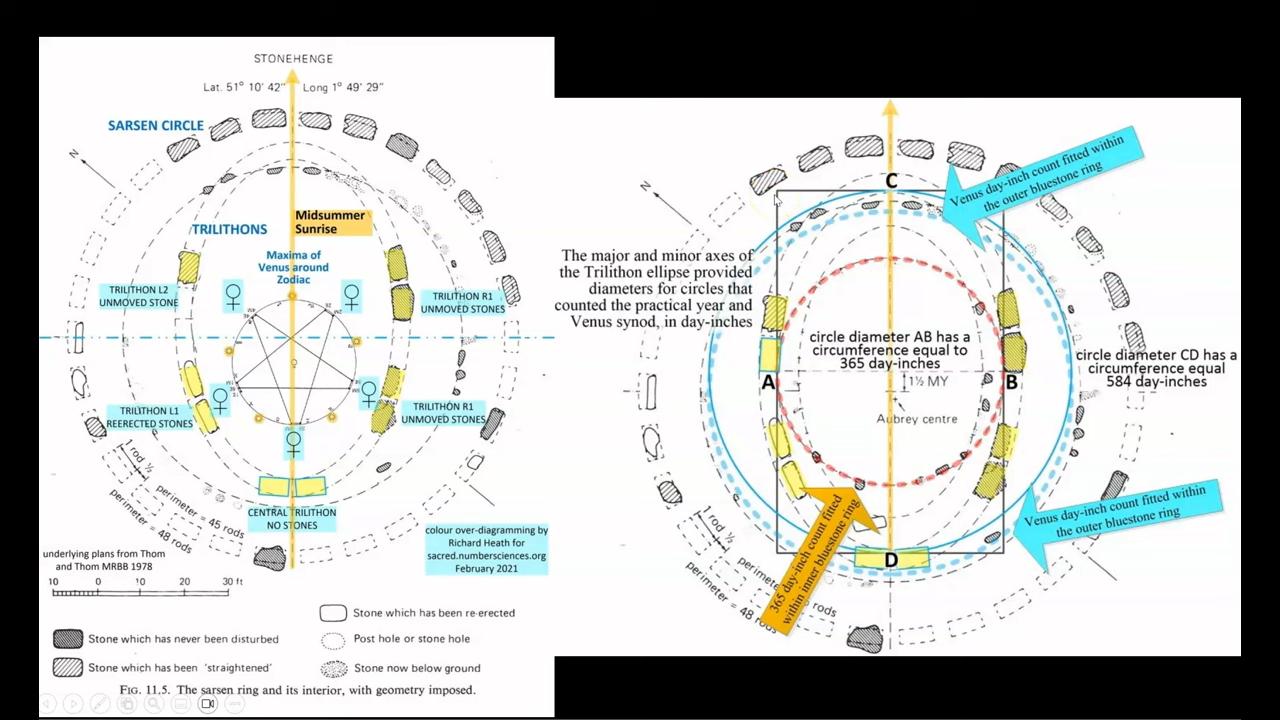 STONEHENGE
Lat. 51° 10' 42" Long 1° 49' 29"
SARSEN CIRCLE
N
Midsummer
Sunrise
TRILITHONS
Maxima of
Venus around
Zodiac
TRILITHON L2
UNMOVED STONE
TRILITHON R1
UNMOVED STONES
TRILITHON L1
REERECTED STONES
TRILITHON R1
UNMOVED STONES
1 rod ½
perimeter = 45 rods
perimeter = 48 rods
CENTRAL TRILITHON
NO STONES
colour over-diagramming by
Richard Heath for
sacred.numbersciences.org
February 2021
underlying plans from Thom
and Thom MRBB 1978
10 0 10 20 30 ft
Stone which has been re-erected
Stone which has never been disturbed
Post hole or stone hole
Stone which has been 'straightened'
Stone now below ground
FIG. 11.5. The sarsen ring and its interior, with geometry imposed.
N
C
Venus day-inch count fitted within
the outer bluestone ring
The major and minor axes of
the Trilithon ellipse provided
diameters for circles that
counted the practical year and
Venus synod, in day-inches
circle diameter AB has a
circumference equal to
365 day-inches
circle diameter CD has a
circumference equal
584 day-inches
A
B
1½ MY
Aubrey centre
Venus day-inch count fitted within
the outer bluestone ring
365 day-inch count fitted
within inner bluestone ring
D
1 rod ½
rods
perimeter = 48 rods